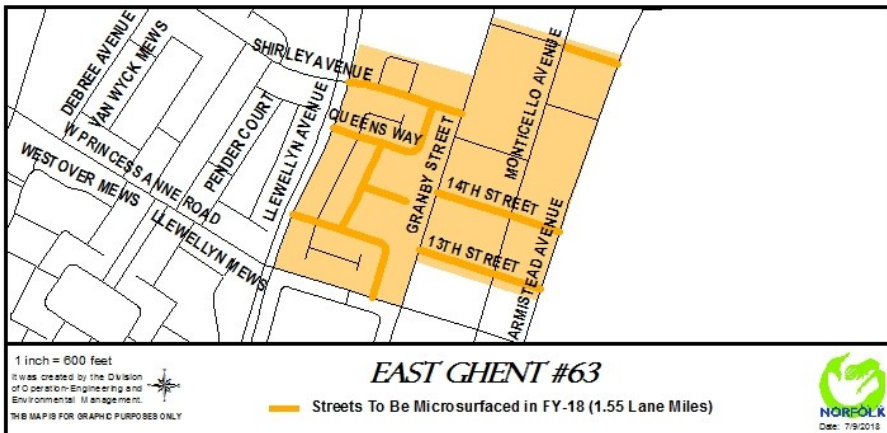 DEBREE AVENUE
VAN WYCK MEWS
SHIRLEY AVENUE
QUEENS WAY
PENDER COURT
LLEWELLYN AVENUE
W PRINCESS ANNE ROAD
WESTOVER MEWS
LLEWELLYN MEWS
GRANBY STREET
MONTICELLO AVENUE
14TH STREET
13TH STREET
ARMISTEAD AVENUE
1 inch = 600 feet
It was created by the Division
of Operation-Engineering and
Environmental Management.
THIS MAP IS FOR GRAPHIC PURPOSES ONLY
EAST GHENT #63
Streets To Be Microsurfaced in FY-18 (1.55 Lane Miles)
NORFOLK
Date: 7/9/2018